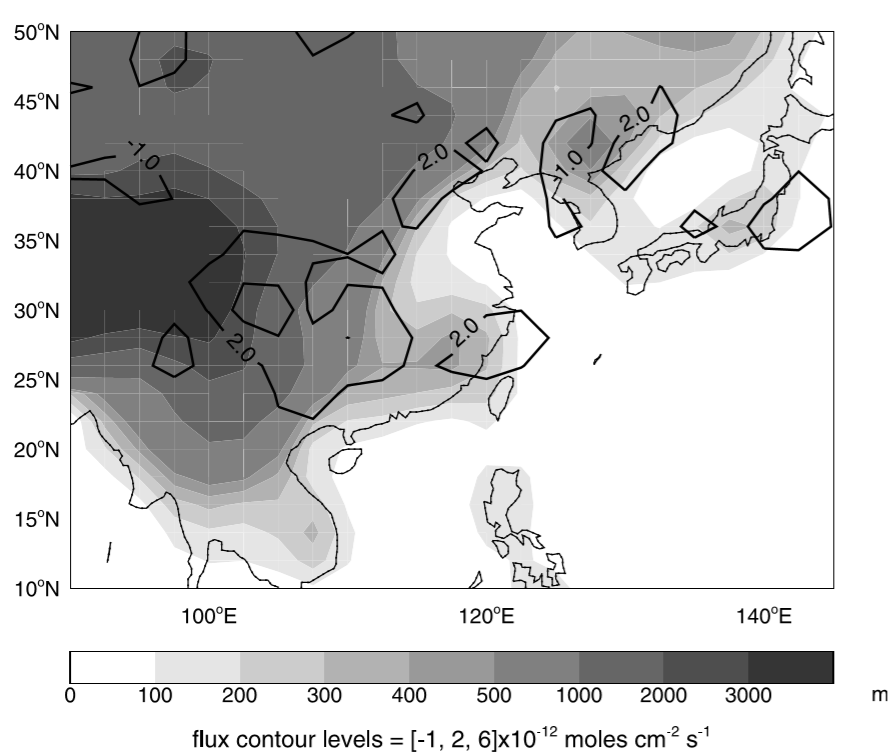 50°N
45°N
40°N
35°N
30°N
25°N
20°N
15°N
10°N
-1.0
2.0
-1.0
2.0
2.0
2.0
100°E 120°E 140°E
0 100 200 300 400 500 1000 2000 3000 m
flux contour levels = [-1, 2, 6]x10⁻¹² moles cm⁻² s⁻¹